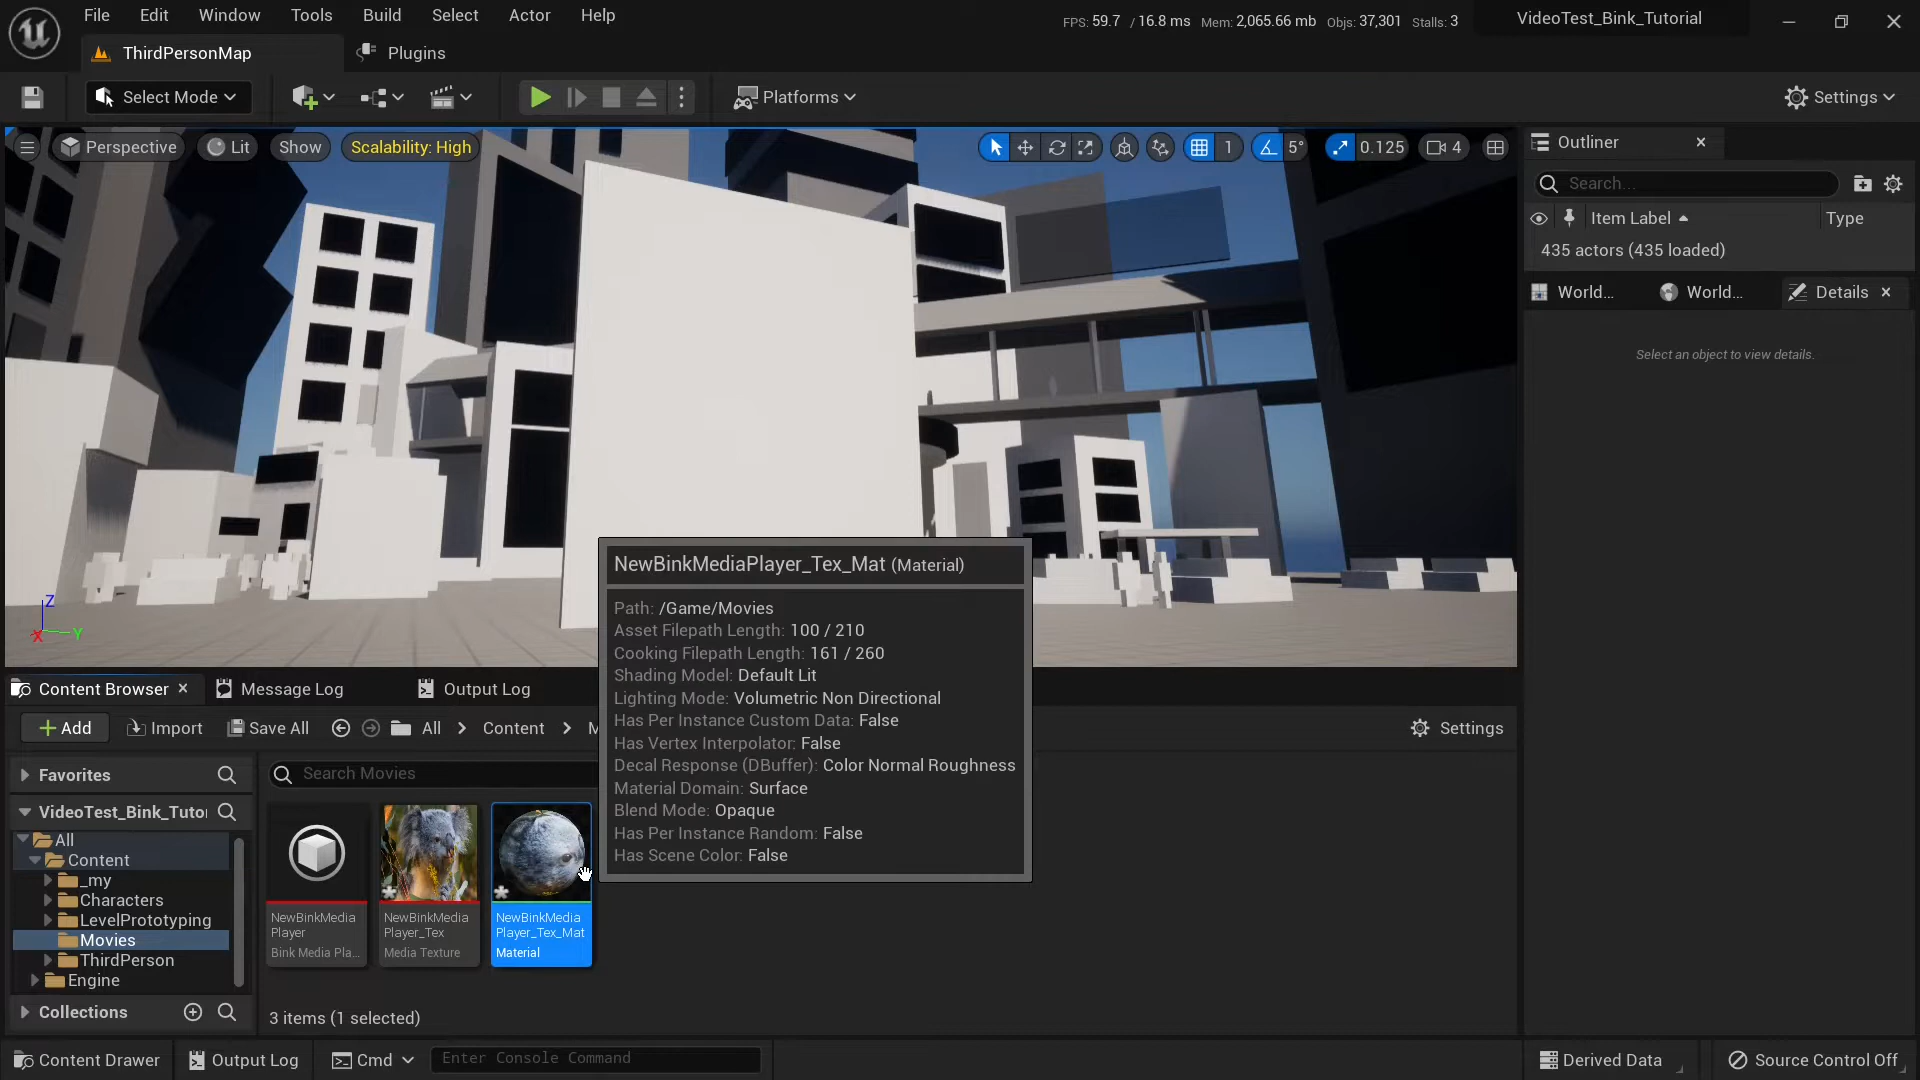 File Edit Window Tools Build Select Actor Help
FPS: 59.7 / 16.8 ms Mem: 2,065.66 mb Objs: 37,301 Stalls: 3
VideoTest_Bink_Tutorial
ThirdPersonMap
Plugins
Select Mode
Platforms
Settings
Perspective
Lit
Show
Scalability: High
1
5°
0.125
4
Outliner
Search...
Item Label
Type
435 actors (435 loaded)
World...
World...
Details
Select an object to view details.
Z
X
Y
NewBinkMediaPlayer_Tex_Mat (Material)
Path: /Game/Movies
Asset Filepath Length: 100 / 210
Cooking Filepath Length: 161 / 260
Shading Model: Default Lit
Lighting Mode: Volumetric Non Directional
Has Per Instance Custom Data: False
Has Vertex Interpolator: False
Decal Response (DBuffer): Color Normal Roughness
Material Domain: Surface
Blend Mode: Opaque
Has Per Instance Random: False
Has Scene Color: False
Content Browser
Message Log
Output Log
Add
Import
Save All
All > Content > M
Settings
Favorites
Search Movies
VideoTest_Bink_Tutor
All
Content
_my
Characters
LevelPrototyping
Movies
ThirdPerson
Engine
Collections
NewBinkMedia
Player
Bink Media Pla...
NewBinkMedia
Player_Tex
Media Texture
NewBinkMedia
Player_Tex_Mat
Material
3 items (1 selected)
Content Drawer
Output Log
Cmd
Enter Console Command
Derived Data
Source Control Off